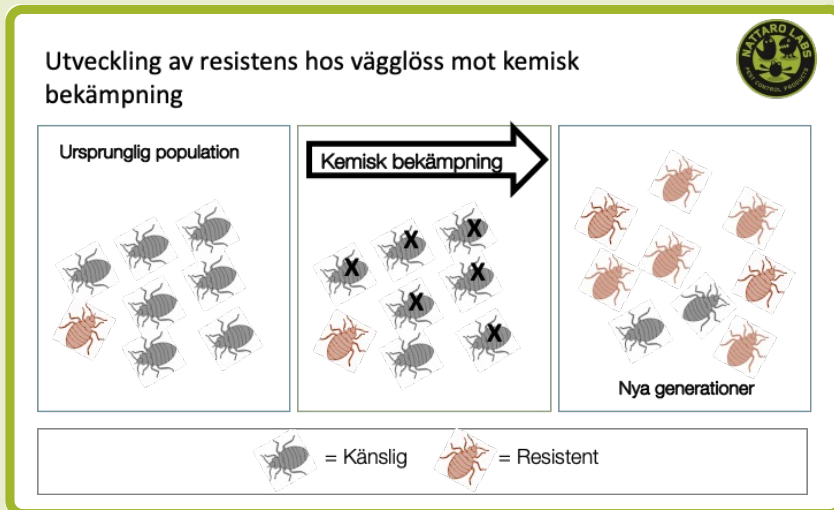 Utveckling av resistens hos vägglöss mot kemisk
bekämpning
NATTARO LABS
PEST CONTROL PRODUCTS
Ursprunglig population
Kemisk bekämpning
X
X
X
X
X
X
Nya generationer
= Känslig
= Resistent